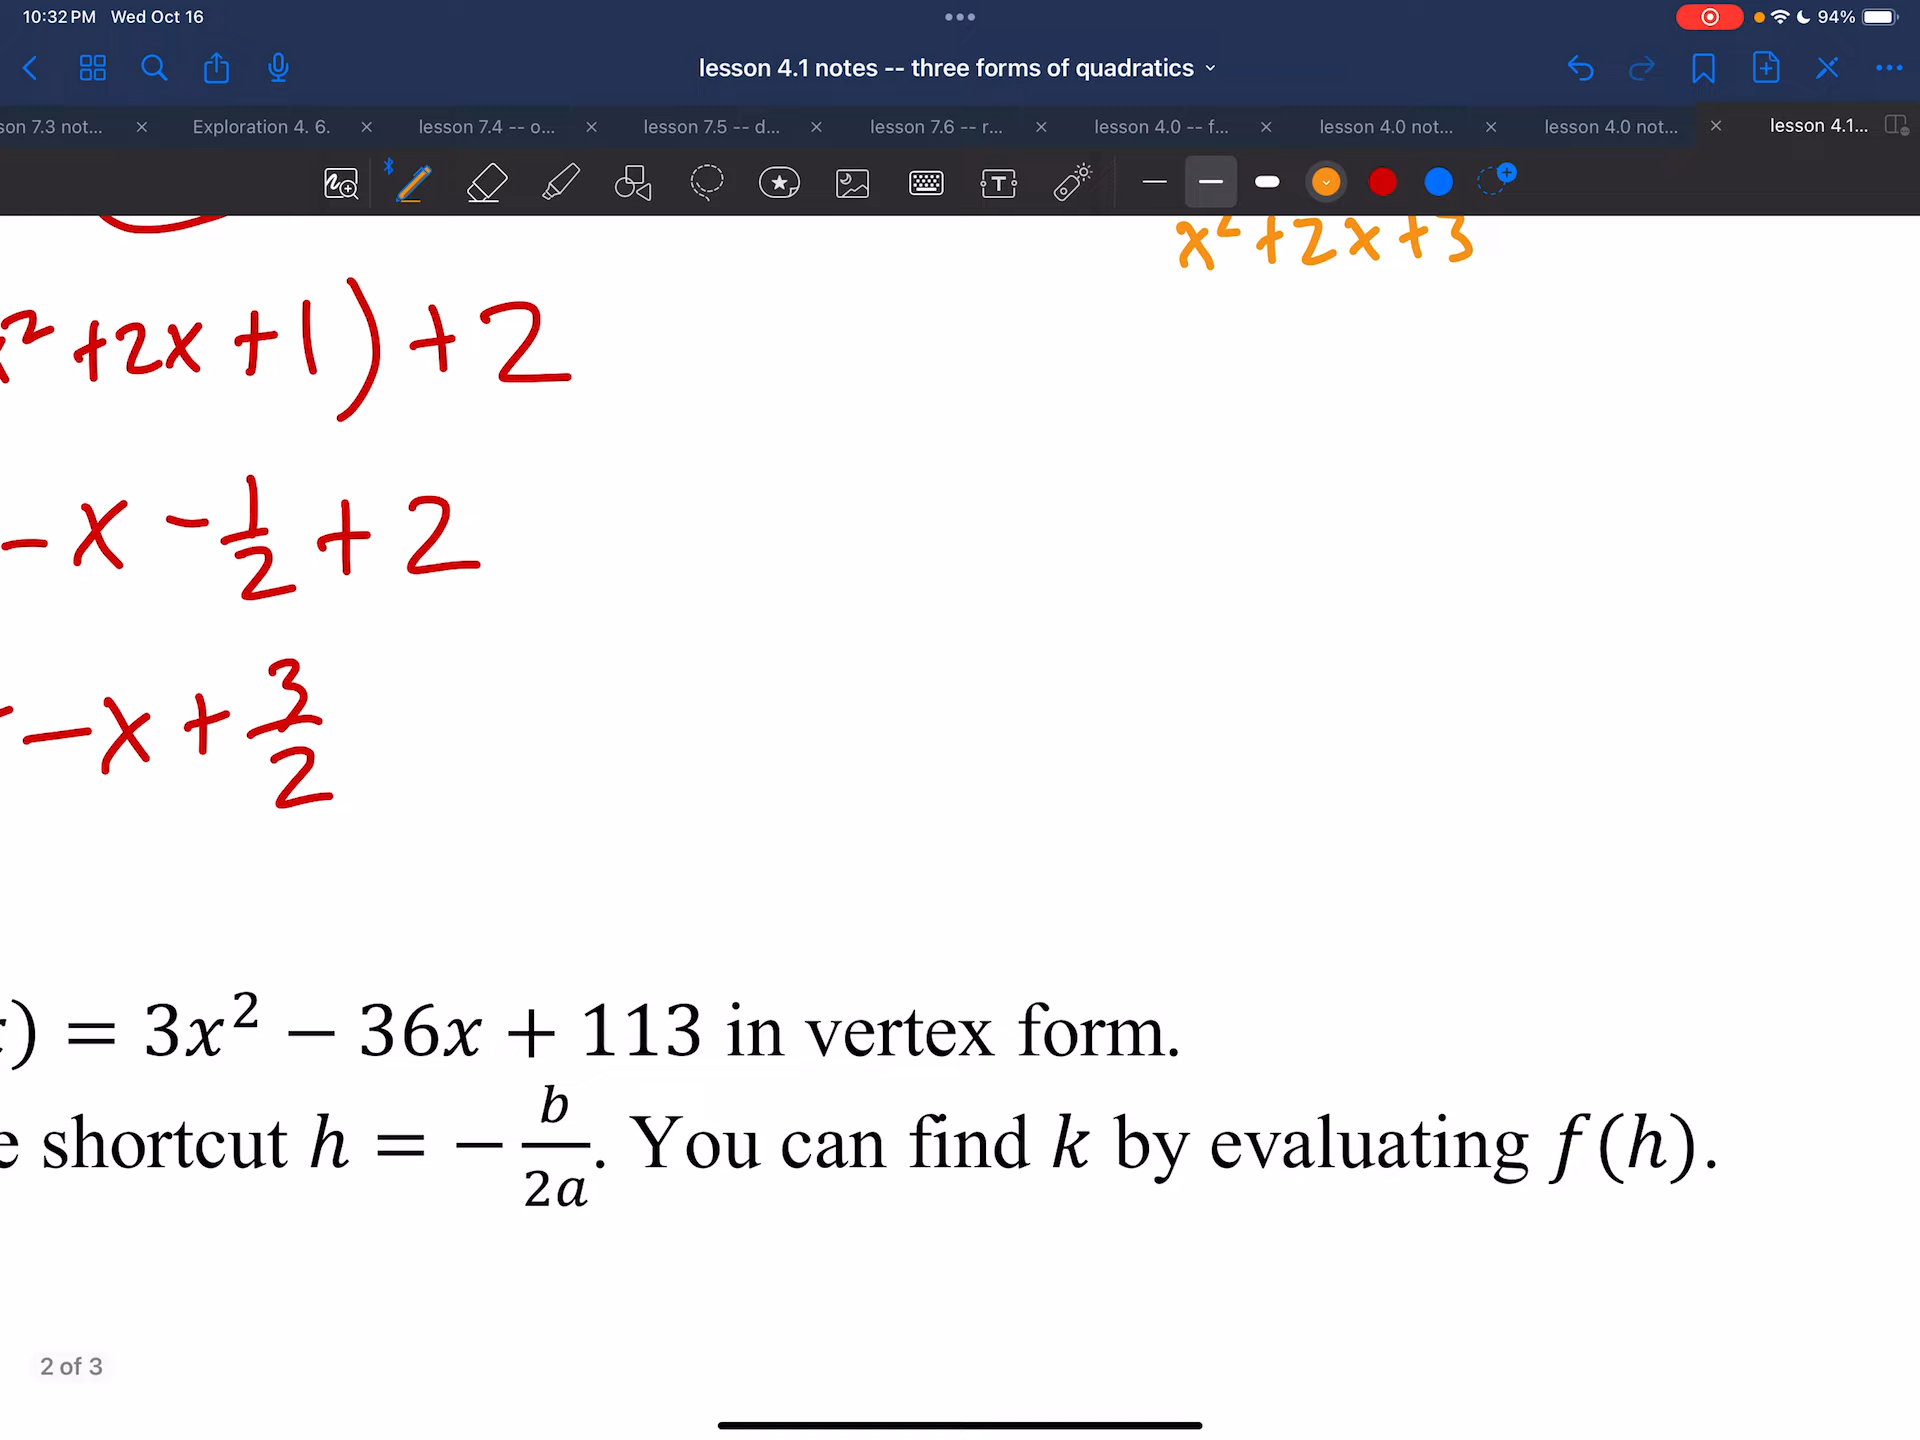 10:32 PM Wed Oct 16 94%
lesson 4.1 notes -- three forms of quadratics
son 7.3 not... Exploration 4. 6. lesson 7.4 -- o... lesson 7.5 -- d... lesson 7.6 -- r... lesson 4.0 -- f... lesson 4.0 not... lesson 4.0 not... lesson 4.1...
x² + 2x + 3
x² + 2x + 1) + 2
- x - 1/2 + 2
- x + 3/2
) = 3x² − 36x + 113 in vertex form.
e shortcut h = − b/2a. You can find k by evaluating f(h).
2 of 3